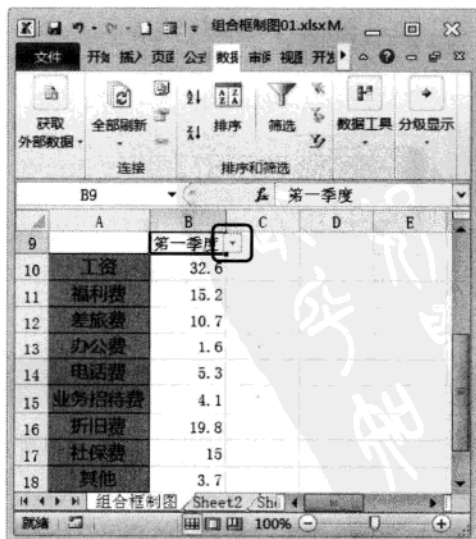 组合框制图01.xlsx M.
文件 开始 插入 页面 公式 数据 审阅 视图 开发
获取外部数据 全部刷新 排序 筛选 数据工具 分级显示
连接 排序和筛选
B9 fx 第一季度
A B C D E
9 第一季度
10 工资 32.6
11 福利费 15.2
12 差旅费 10.7
13 办公费 1.6
14 电话费 5.3
15 业务招待费 4.1
16 折旧费 19.8
17 社保费 15
18 其他 3.7
组合框制图 Sheet2 She
就绪 100%